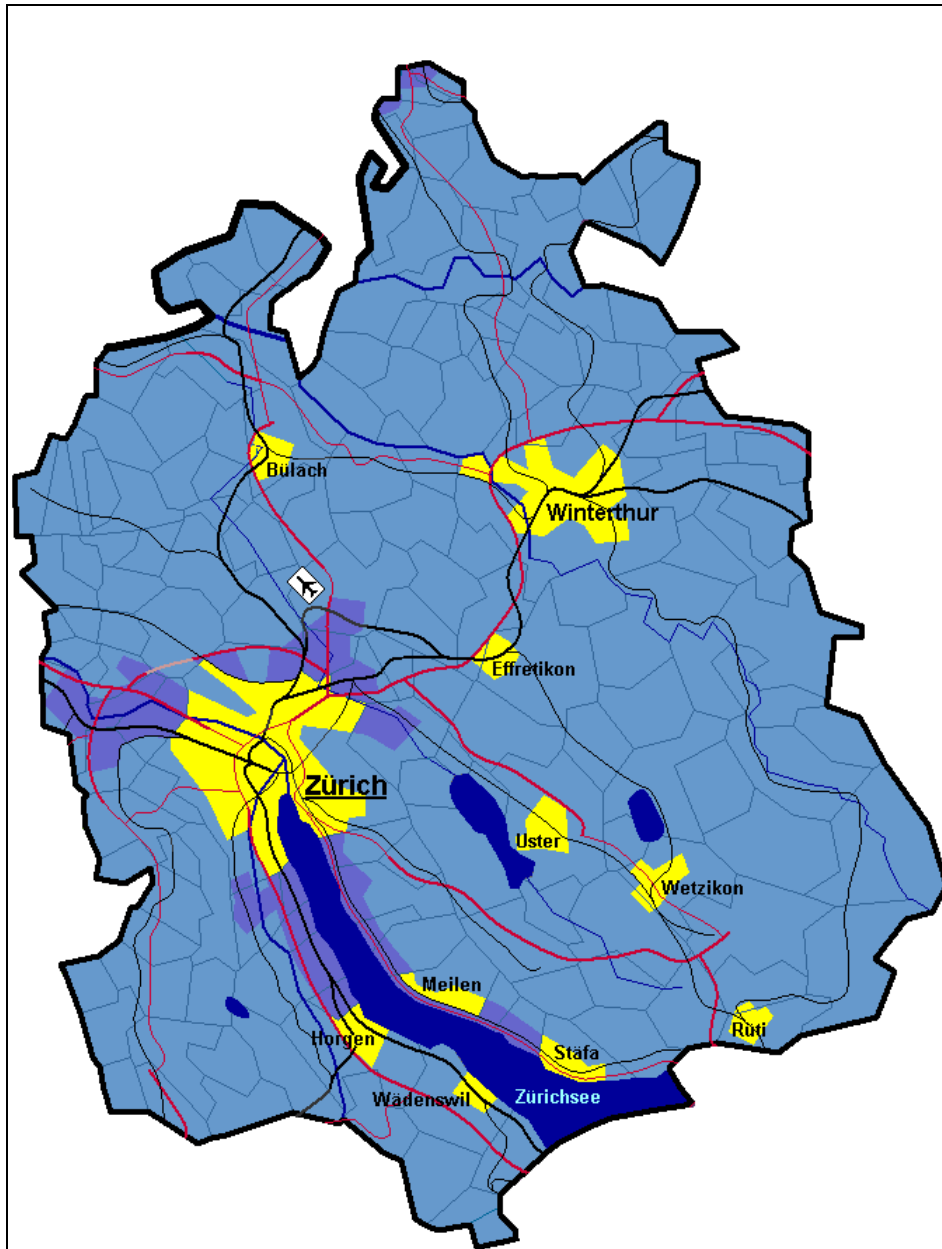 Bülach
Winterthur
Effretikon
Zürich
Uster
Wetzikon
Meilen
Horgen
Rüti
Stäfa
Wädenswil
Zürichsee